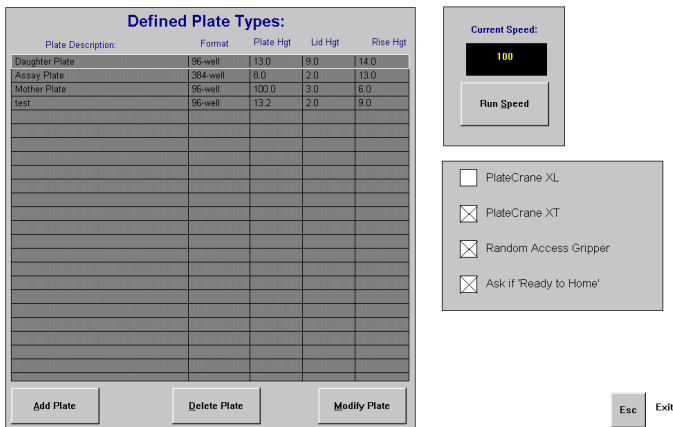 Defined Plate Types:
Plate Description: Format Plate Hgt Lid Hgt Rise Hgt
Daughter Plate 96-well 13.0 9.0 14.0
Assay Plate 384-well 8.0 2.0 13.0
Mother Plate 96-well 100.0 3.0 6.0
test 96-well 13.2 2.0 9.0
Add Plate Delete Plate Modify Plate
Current Speed:
100
Run Speed
PlateCrane XL
PlateCrane XT
Random Access Gripper
Ask if 'Ready to Home'
Esc Exit